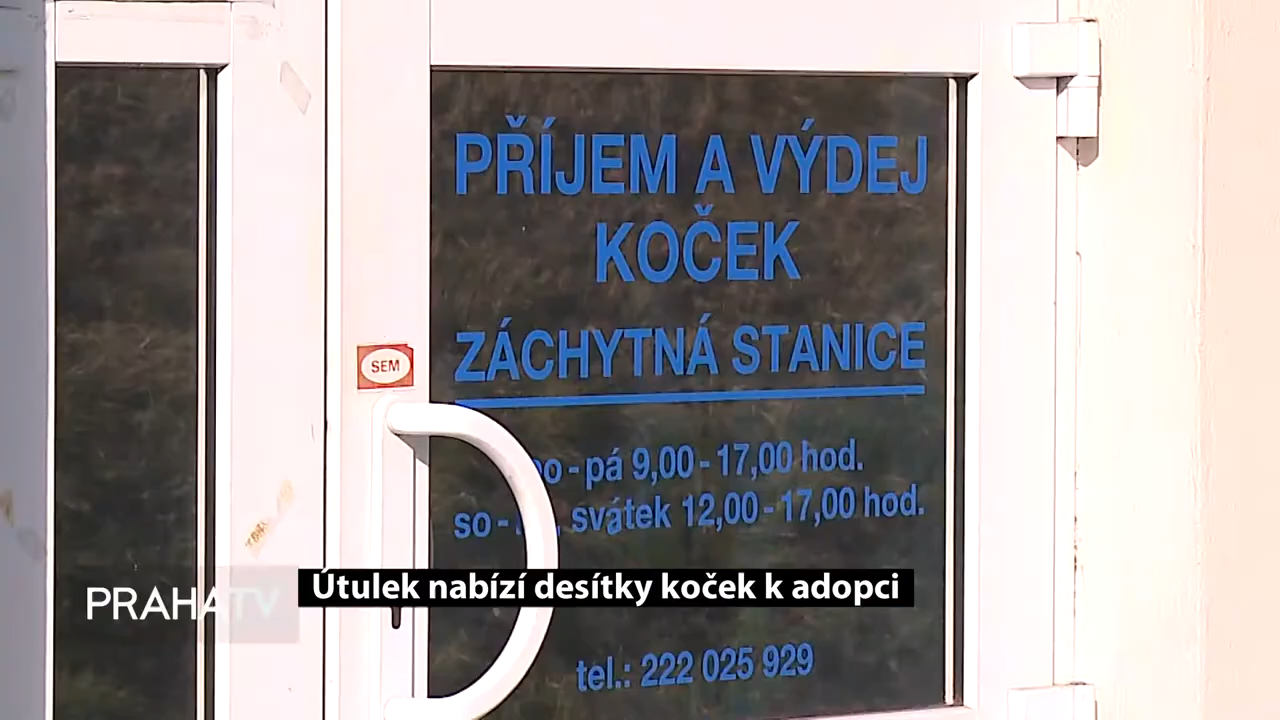 PŘÍJEM A VÝDEJ
KOČEK
ZÁCHYTNÁ STANICE
SEM
- pá 9,00 - 17,00 hod.
so - svátek 12,00 - 17,00 hod.
Útulek nabízí desítky koček k adopci
PRAHA TV
tel.: 222 025 929